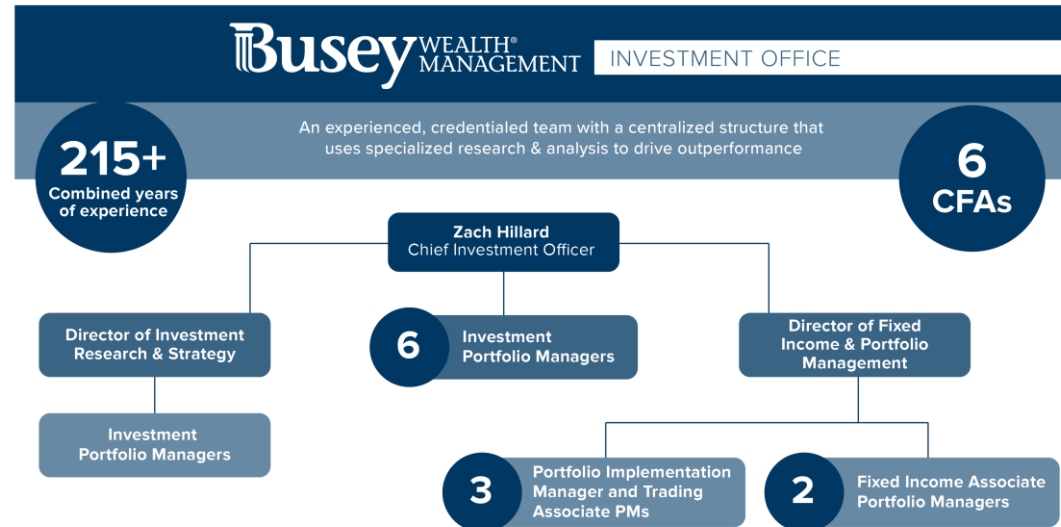 Busey WEALTH® MANAGEMENT INVESTMENT OFFICE
An experienced, credentialed team with a centralized structure that
uses specialized research & analysis to drive outperformance
215+
Combined years
of experience
6
CFAs
Zach Hillard
Chief Investment Officer
Director of Investment
Research & Strategy
6
Investment
Portfolio Managers
Director of Fixed
Income & Portfolio
Management
Investment
Portfolio Managers
3
Portfolio Implementation
Manager and Trading
Associate PMs
2
Fixed Income Associate
Portfolio Managers